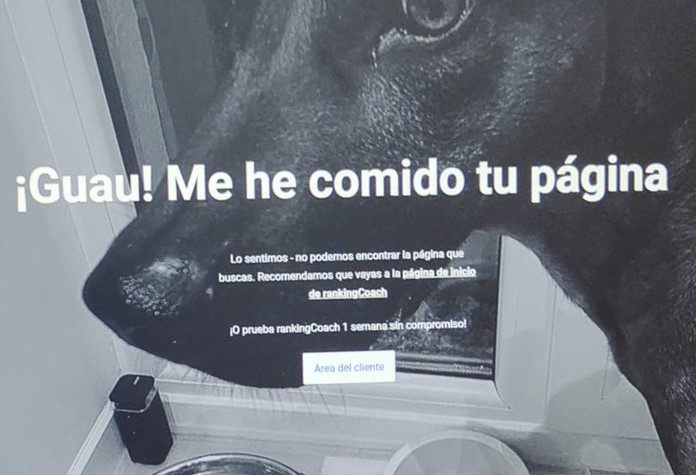 ¡Guau! Me he comido tu página
Lo sentimos - no podemos encontrar la página que
buscas. Recomendamos que vayas a la página de inicio
de rankingCoach
¡O prueba rankingCoach 1 semana sin compromiso!
Área del cliente